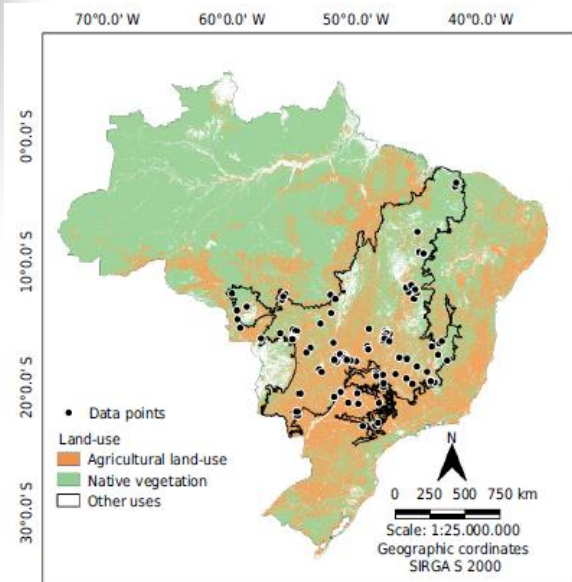 70°0.0' W 60°0.0' W 50°0.0' W 40°0.0' W
0°0.0' S
10°0.0' S
20°0.0' S
30°0.0' S
Data points
Land-use
Agricultural land-use
Native vegetation
Other uses
N
0 250 500 750 km
Scale: 1:25.000.000
Geographic cordinates
SIRGA S 2000